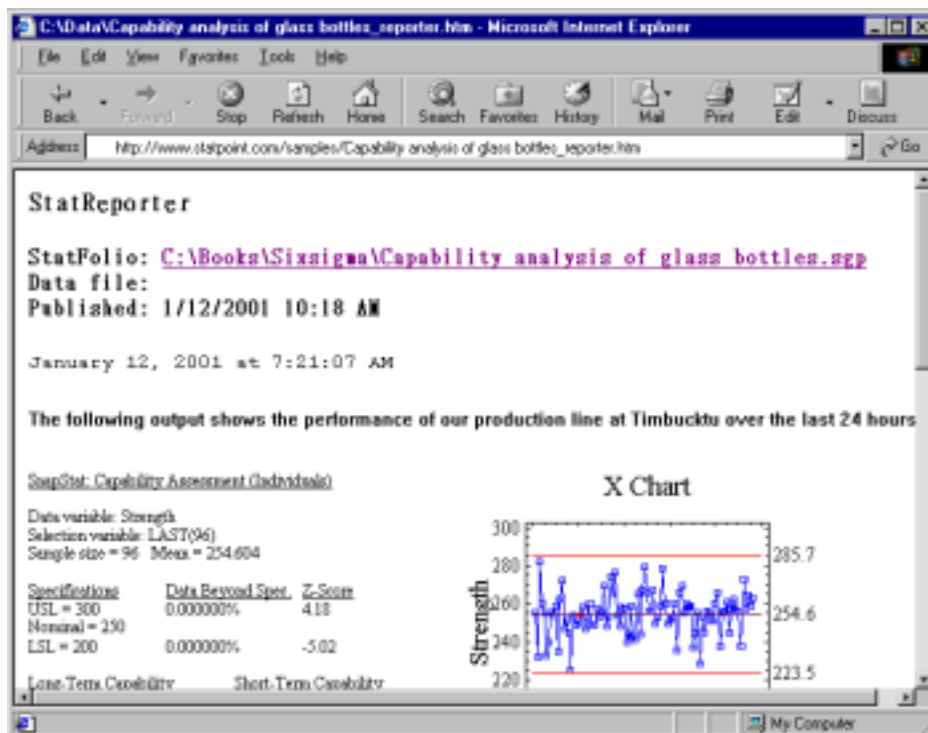 C:\Data\Capability analysis of glass bottles_reporter.htm - Microsoft Internet Explorer
File Edit View Favorites Tools Help
Back Forward Stop Refresh Home Search Favorites History Mail Print Edit Discuss
Address http://www.statpoint.com/samples/Capability analysis of glass bottles_reporter.htm Go
StatReporter
StatFolio: C:\Books\Sixsigma\Capability analysis of glass bottles.sgp
Data file:
Published: 1/12/2001 10:18 AM
January 12, 2001 at 7:21:07 AM
The following output shows the performance of our production line at Timbucktu over the last 24 hours
SnapStat: Capability Assessment (Individuals)
Data variable: Strength
Selection variable: LAST(96)
Sample size = 96 Mean = 254.604
Specifications Data Beyond Spec. Z-Score
USL = 300 0.000000% 4.18
Nominal = 250
LSL = 200 0.000000% -5.02
Long-Term Capability Short-Term Capability
X Chart
Strength
300
280
260
240
220
285.7
254.6
223.5
My Computer